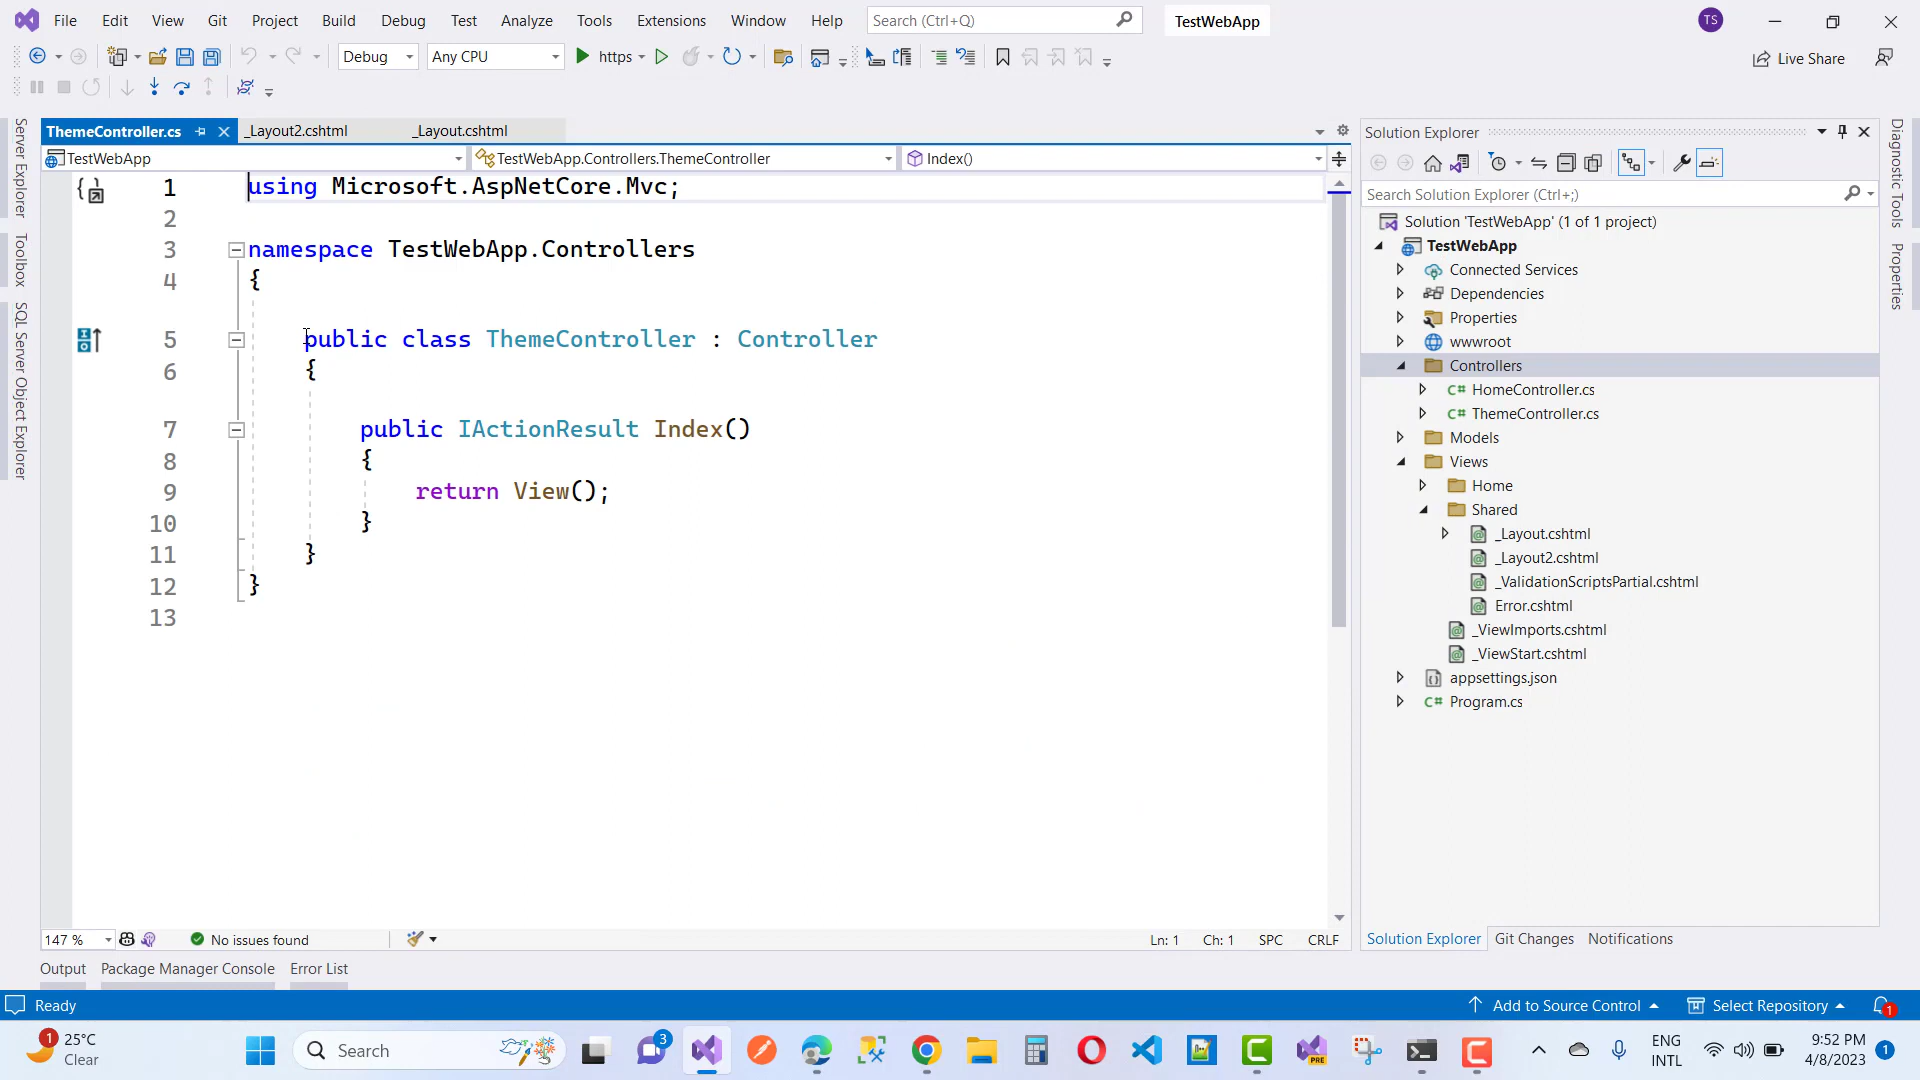 File Edit View Git Project Build Debug Test Analyze Tools Extensions Window Help Search (Ctrl+Q) TestWebApp TS
Debug Any CPU https Live Share
ThemeController.cs _Layout2.cshtml _Layout.cshtml
TestWebApp TestWebApp.Controllers.ThemeController Index()
1 using Microsoft.AspNetCore.Mvc;
2
3 namespace TestWebApp.Controllers
4 {
5 public class ThemeController : Controller
6 {
7 public IActionResult Index()
8 {
9 return View();
10 }
11 }
12 }
13
147 % No issues found Ln: 1 Ch: 1 SPC CRLF
Output Package Manager Console Error List
Server Explorer
Toolbox
SQL Server Object Explorer
Solution Explorer
Search Solution Explorer (Ctrl+;)
Solution 'TestWebApp' (1 of 1 project)
TestWebApp
Connected Services
Dependencies
Properties
wwwroot
Controllers
C# HomeController.cs
C# ThemeController.cs
Models
Views
Home
Shared
_Layout.cshtml
_Layout2.cshtml
_ValidationScriptsPartial.cshtml
Error.cshtml
_ViewImports.cshtml
_ViewStart.cshtml
appsettings.json
C# Program.cs
Solution Explorer Git Changes Notifications
Diagnostic Tools
Properties
Ready Add to Source Control Select Repository 1
1 25°C
Clear
Search
3
PRE
ENG
INTL
9:52 PM
4/8/2023
1